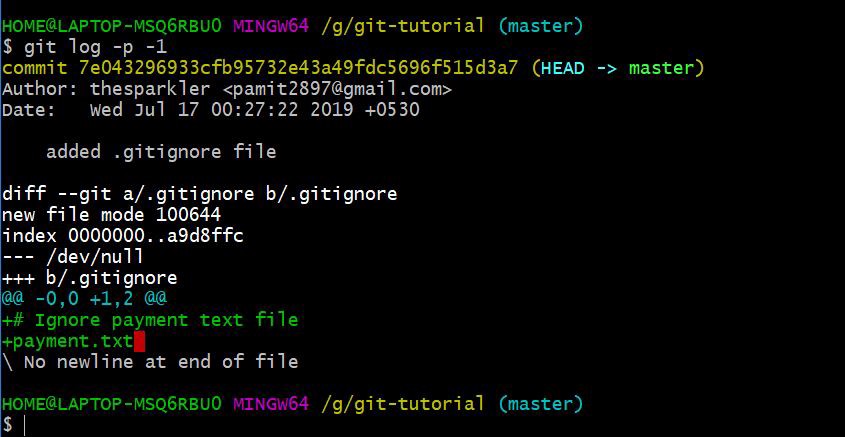 HOME@LAPTOP-MSQ6RBU0 MINGW64 /g/git-tutorial (master)
$ git log -p -1
commit 7e043296933cfb95732e43a49fdc5696f515d3a7 (HEAD -> master)
Author: thesparkler <pamit2897@gmail.com>
Date:   Wed Jul 17 00:27:22 2019 +0530

    added .gitignore file

diff --git a/.gitignore b/.gitignore
new file mode 100644
index 0000000..a9d8ffc
--- /dev/null
+++ b/.gitignore
@@ -0,0 +1,2 @@
+# Ignore payment text file
+payment.txt
\ No newline at end of file

HOME@LAPTOP-MSQ6RBU0 MINGW64 /g/git-tutorial (master)
$